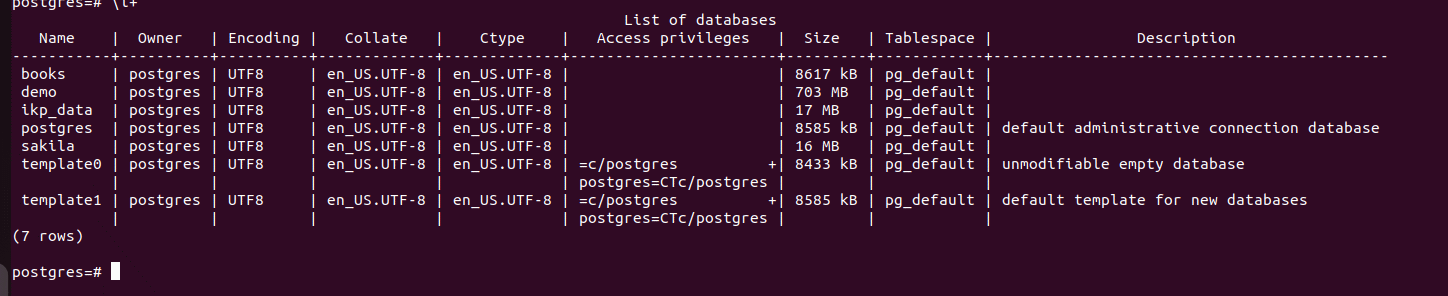 postgres=# \l+
                                                                  List of databases
   Name    |  Owner   | Encoding |   Collate   |    Ctype    |   Access privileges   |  Size   | Tablespace |                Description                 
-----------+----------+----------+-------------+-------------+-----------------------+---------+------------+--------------------------------------------
 books     | postgres | UTF8     | en_US.UTF-8 | en_US.UTF-8 |                       | 8617 kB | pg_default | 
 demo      | postgres | UTF8     | en_US.UTF-8 | en_US.UTF-8 |                       | 703 MB  | pg_default | 
 ikp_data  | postgres | UTF8     | en_US.UTF-8 | en_US.UTF-8 |                       | 17 MB   | pg_default | 
 postgres  | postgres | UTF8     | en_US.UTF-8 | en_US.UTF-8 |                       | 8585 kB | pg_default | default administrative connection database
 sakila    | postgres | UTF8     | en_US.UTF-8 | en_US.UTF-8 |                       | 16 MB   | pg_default | 
 template0 | postgres | UTF8     | en_US.UTF-8 | en_US.UTF-8 | =c/postgres          +| 8433 kB | pg_default | unmodifiable empty database
           |          |          |             |             | postgres=CTc/postgres |         |            | 
 template1 | postgres | UTF8     | en_US.UTF-8 | en_US.UTF-8 | =c/postgres          +| 8585 kB | pg_default | default template for new databases
           |          |          |             |             | postgres=CTc/postgres |         |            | 
(7 rows)

postgres=#